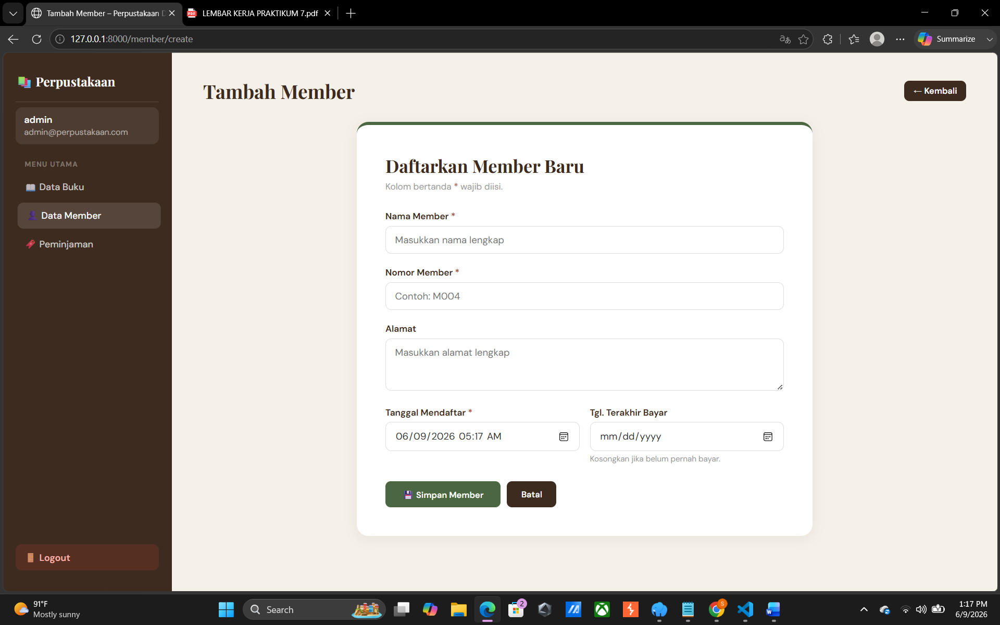 Tambah Member – Perpustakaan D
LEMBAR KERJA PRAKTIKUM 7.pdf
127.0.0.1:8000/member/create
Summarize
Perpustakaan
admin
admin@perpustakaan.com
MENU UTAMA
Data Buku
Data Member
Peminjaman
Logout
Tambah Member
← Kembali
Daftarkan Member Baru
Kolom bertanda * wajib diisi.
Nama Member *
Masukkan nama lengkap
Nomor Member *
Contoh: M004
Alamat
Masukkan alamat lengkap
Tanggal Mendaftar *
06/09/2026 05:17 AM
Tgl. Terakhir Bayar
mm/dd/yyyy
Kosongkan jika belum pernah bayar.
Simpan Member
Batal
91°F
Mostly sunny
Search
2
S
1:17 PM
6/9/2026